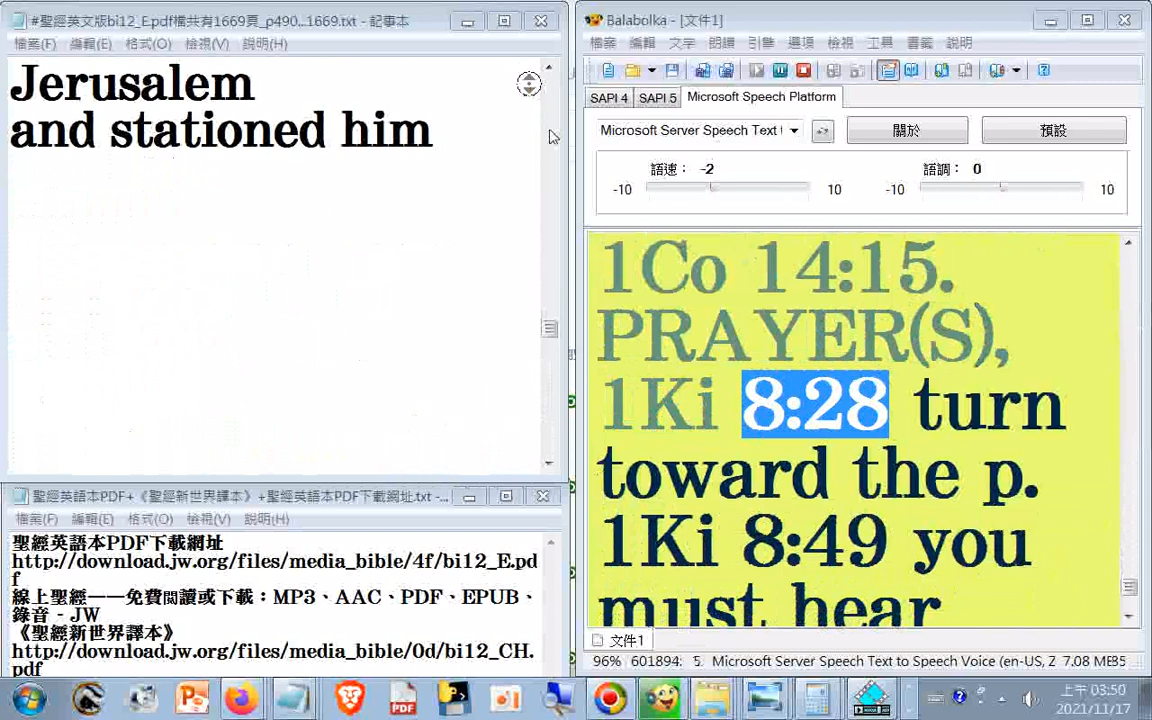 #聖經英文版bi12_Epdf檔共有1669頁_p490...1669.txt - 記事本
檔案(F) 編輯(E) 格式(O) 檢視(V) 說明(H)
Jerusalem
and stationed him
聖經英語本PDF+《聖經新世界譯本》+聖經英語本PDF下載網址.txt - ...
檔案(F) 編輯(E) 格式(O) 檢視(V) 說明(H)
聖經英語本PDF下載網址
http://download.jw.org/files/media_bible/4f/bi12_E.pd
f
線上聖經——免費閱讀或下載：MP3、AAC、PDF、EPUB、
錄音 - JW
《聖經新世界譯本》
http://download.jw.org/files/media_bible/0d/bi12_CH.
pdf
Balabolka - [文件1]
檔案 編輯 文字 朗讀 引擎 選項 檢視 工具 書籤 說明
SAPI 4 SAPI 5 Microsoft Speech Platform
Microsoft Server Speech Text 關於 預設
語速： -2 語調： 0
-10 10 -10 10
1Co 14:15.
PRAYER(S),
1Ki 8:28 turn
toward the p.
1Ki 8:49 you
must hear
文件1
96% 601894: 5. Microsoft Server Speech Text to Speech Voice (en-US, Z 7.08 MB
上午 03:50
2021/11/17